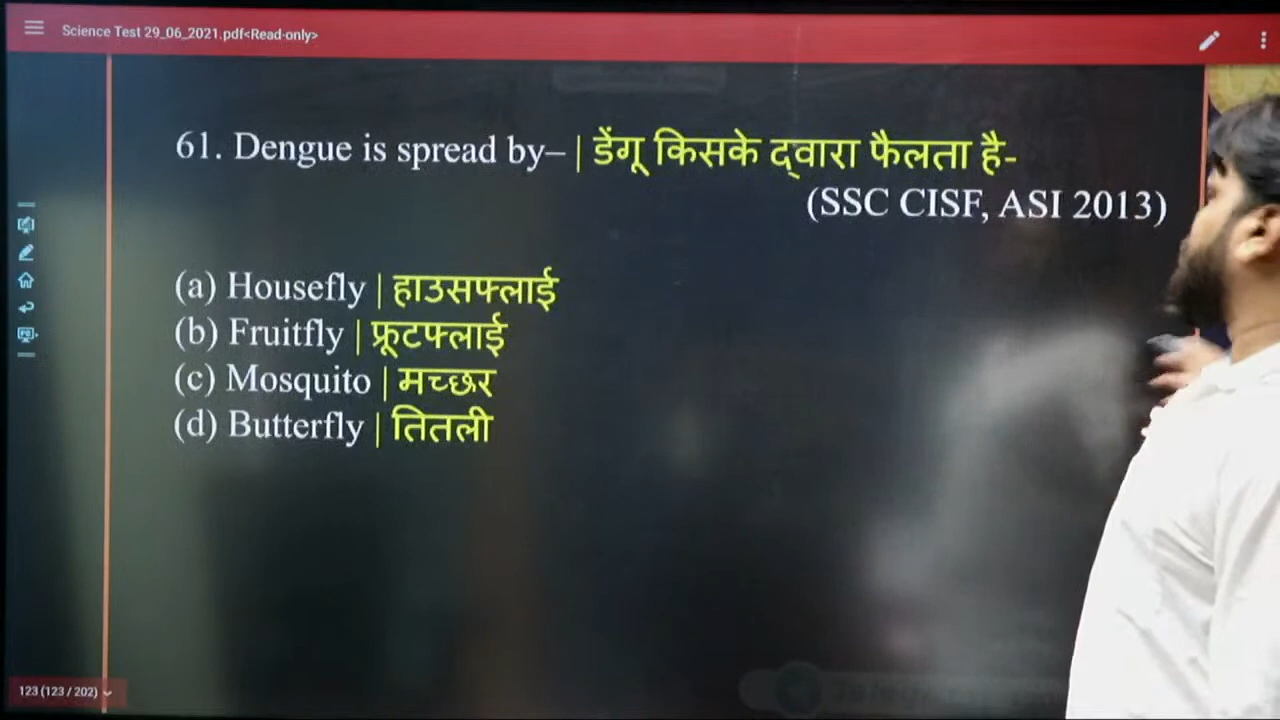 Science Test 29_06_2021.pdf<Read-only>
61. Dengue is spread by– | डेंगू किसके द्वारा फैलता है-
(SSC CISF, ASI 2013)
(a) Housefly | हाउसफ्लाई
(b) Fruitfly | फ्रूटफ्लाई
(c) Mosquito | मच्छर
(d) Butterfly | तितली
123 (123 / 202)